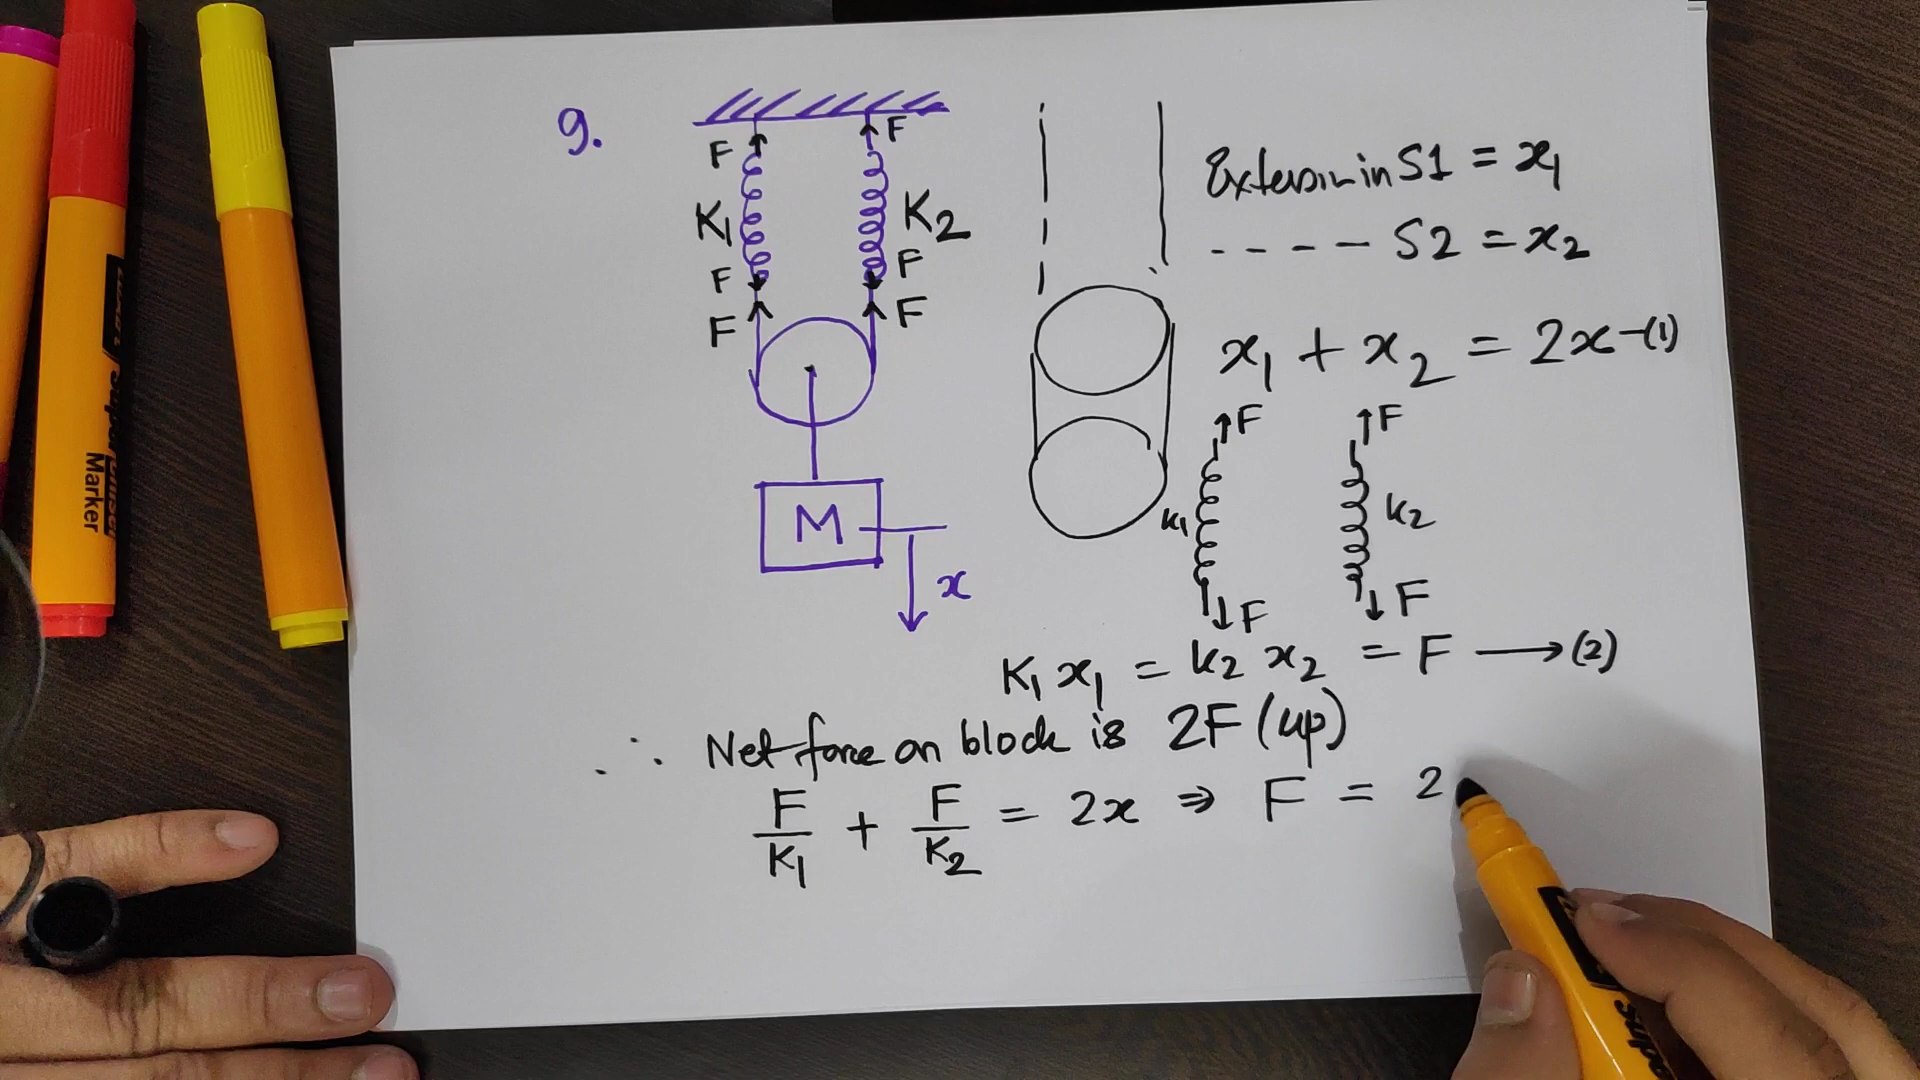 9.
F F
K1 K2
F F
F F
M
x
Extension in S1 = x1
---- S2 = x2
x1 + x2 = 2x -(1)
F F
K1 K2
F F
K1 x1 = K2 x2 = F ⟶ (2)
∴ Net force on block is 2F (up)
F/K1 + F/K2 = 2x ⇒ F = 2
Marker